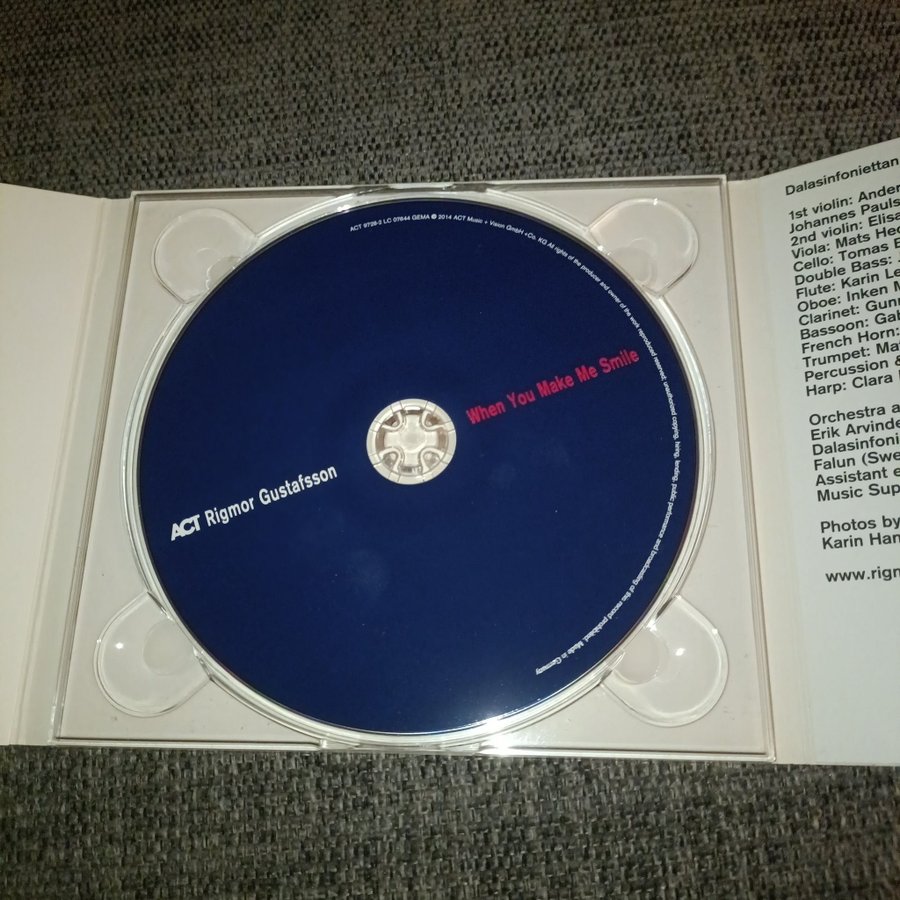 ACT 9728-2 LC 07644 GEMA ℗ 2014 ACT Music + Vision GmbH +Co. KG All rights of the producer and owner of the work reproduced reserved; unauthorized copying, hiring, lending, public performance and broadcasting of this record prohibited. Made in Germany
When You Make Me Smile
ACT Rigmor Gustafsson
Dalasinfoniettan
1st violin: Ander
Johannes Pauls
2nd violin: Elisa
Viola: Mats Hed
Cello: Tomas B
Double Bass:
Flute: Karin Le
Oboe: Inken M
Clarinet: Gunn
Bassoon: Gab
French Horn:
Trumpet: Mat
Percussion &
Harp: Clara
Orchestra a
Erik Arvinde
Dalasinfoni
Falun (Swe
Assistant e
Music Sup
Photos by
Karin Han
www.rigm